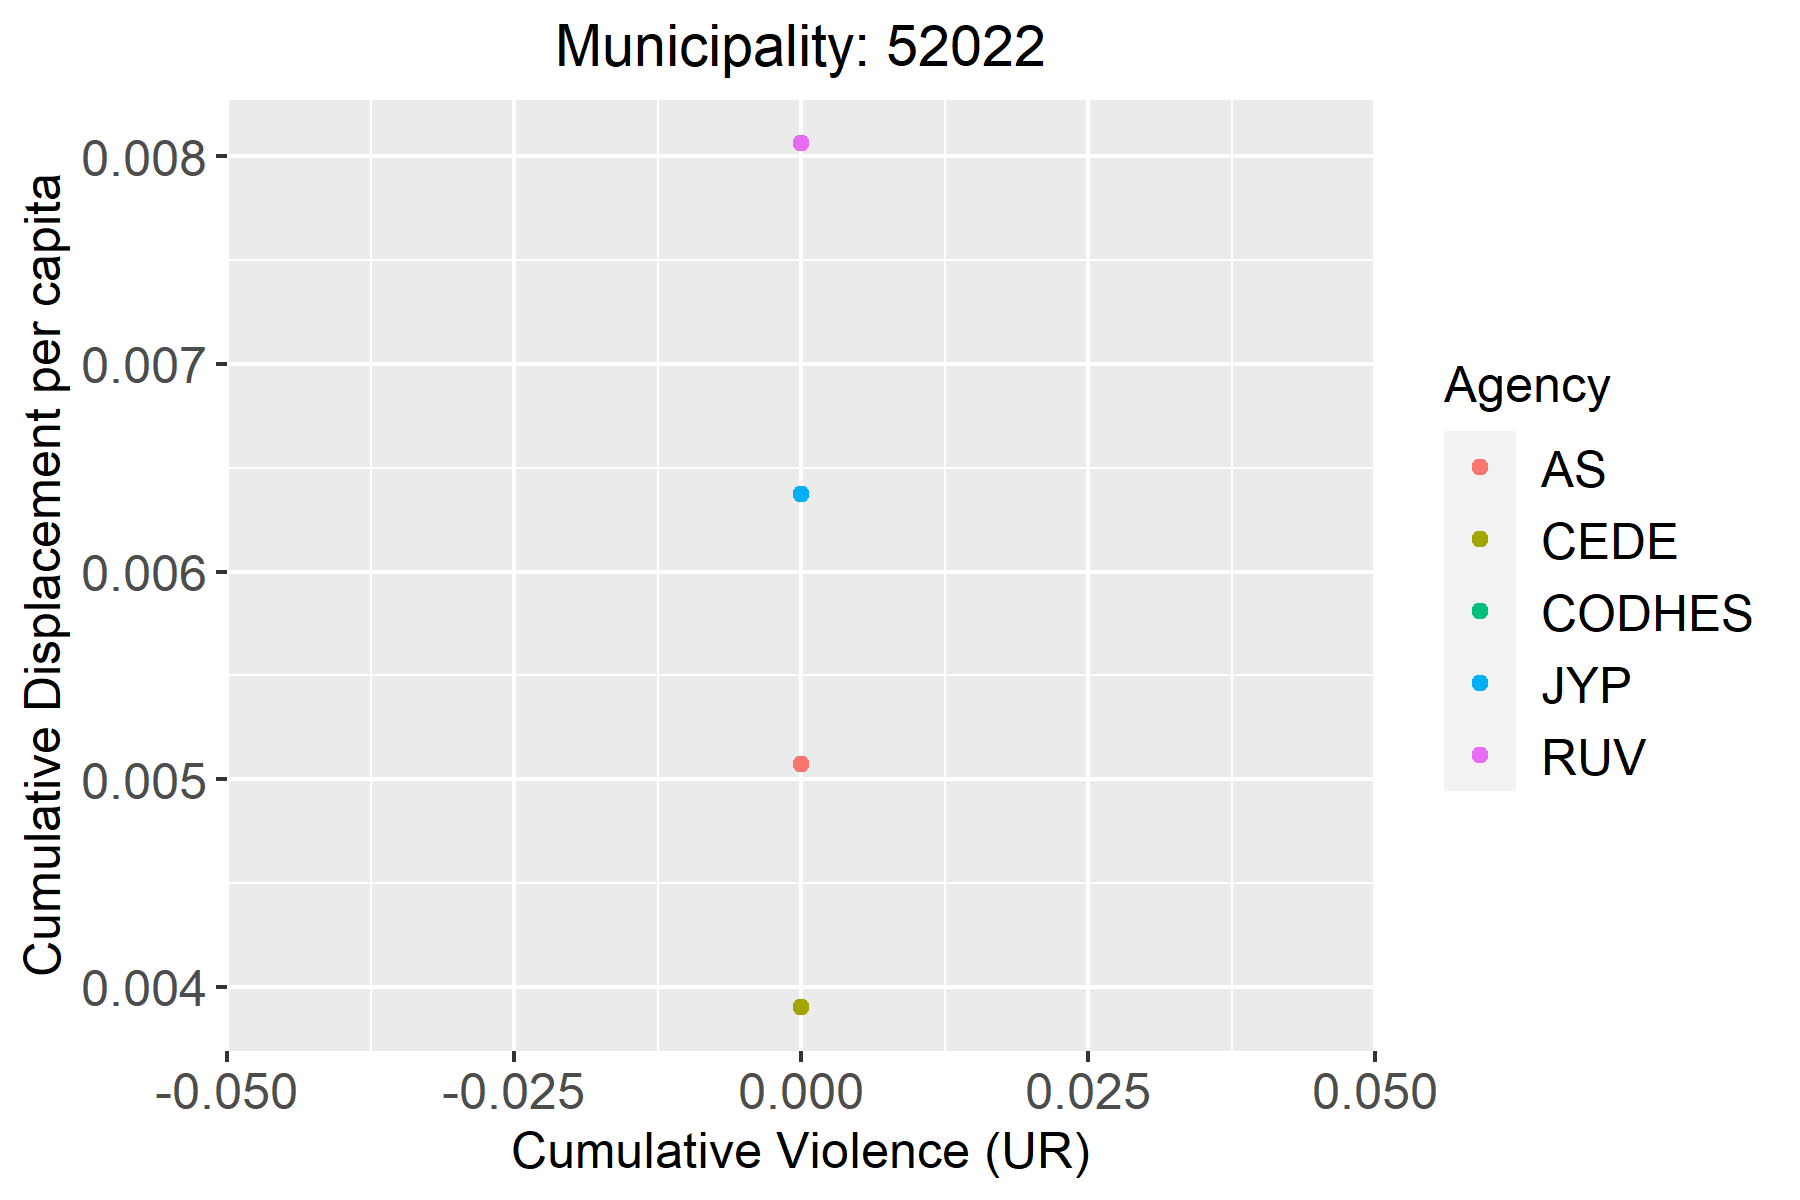 Municipality: 52022
Cumulative Displacement per capita
0.008
0.007
0.006
0.005
0.004
-0.050
-0.025
0.000
0.025
0.050
Cumulative Violence (UR)
Agency
AS
CEDE
CODHES
JYP
RUV